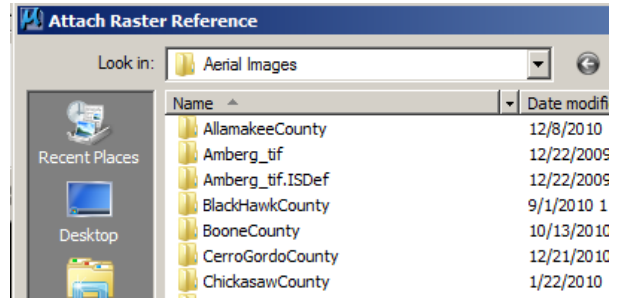 Attach Raster Reference
Look in: Aerial Images
Name Date modifi
AllamakeeCounty 12/8/2010
Amberg_tif 12/22/2009
Amberg_tif.ISDef 12/22/2009
BlackHawkCounty 9/1/2010 1
BooneCounty 10/13/2010
CerroGordoCounty 12/21/2010
ChickasawCounty 1/22/2010
Recent Places
Desktop